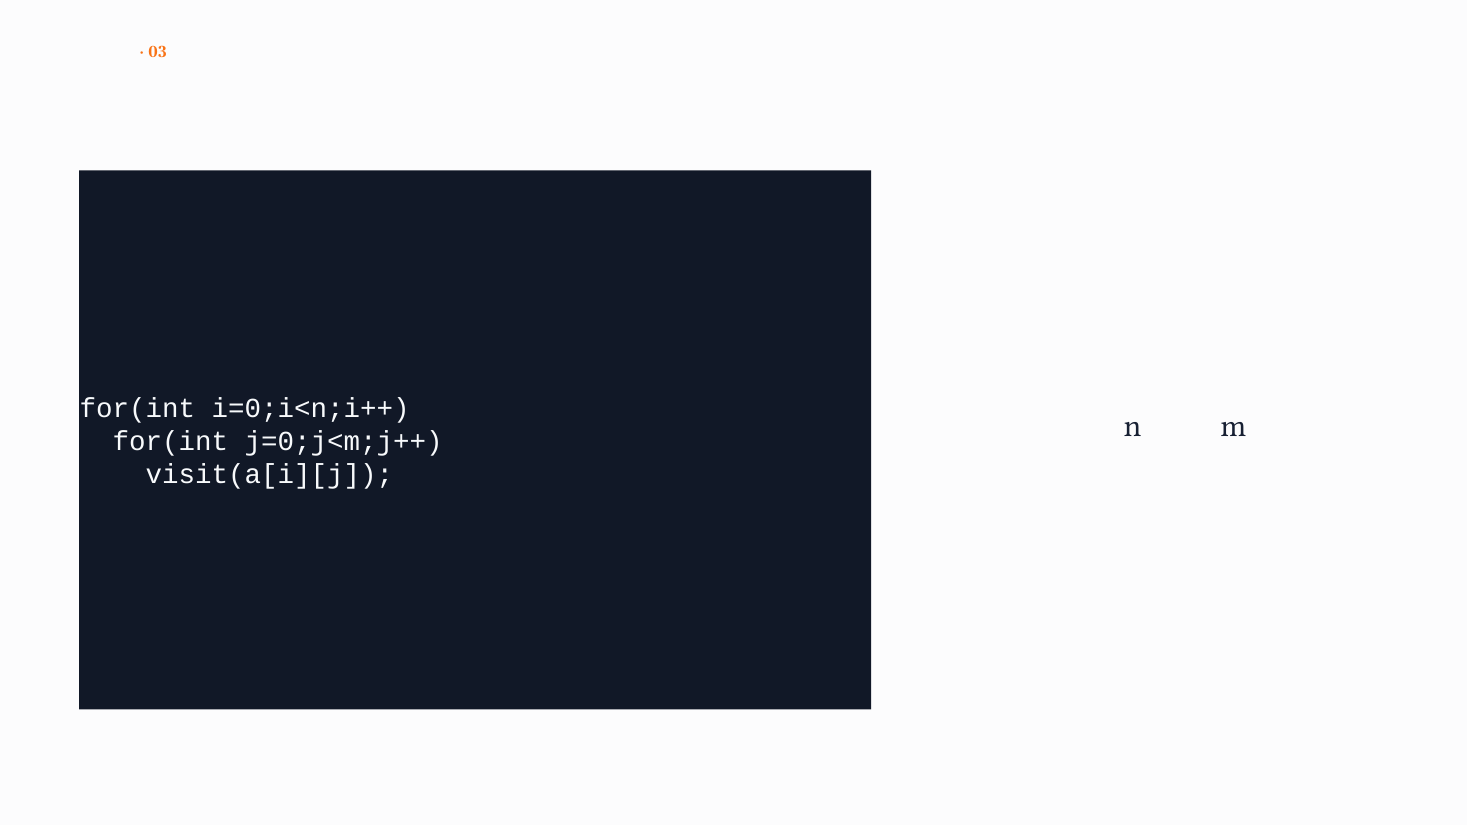 · 03
for(int i=0;i<n;i++)
  for(int j=0;j<m;j++)
    visit(a[i][j]);
n m